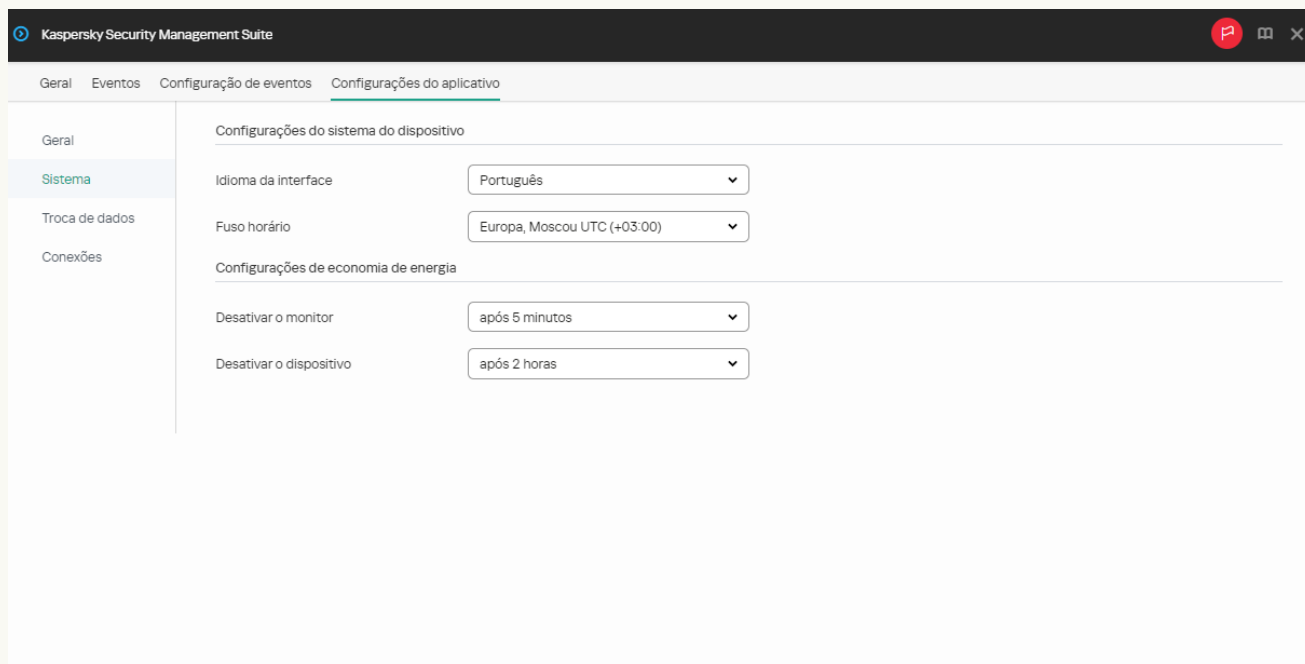 Kaspersky Security Management Suite
Geral Eventos Configuração de eventos Configurações do aplicativo
Geral
Sistema
Troca de dados
Conexões
Configurações do sistema do dispositivo
Idioma da interface Português
Fuso horário Europa, Moscou UTC (+03:00)
Configurações de economia de energia
Desativar o monitor após 5 minutos
Desativar o dispositivo após 2 horas